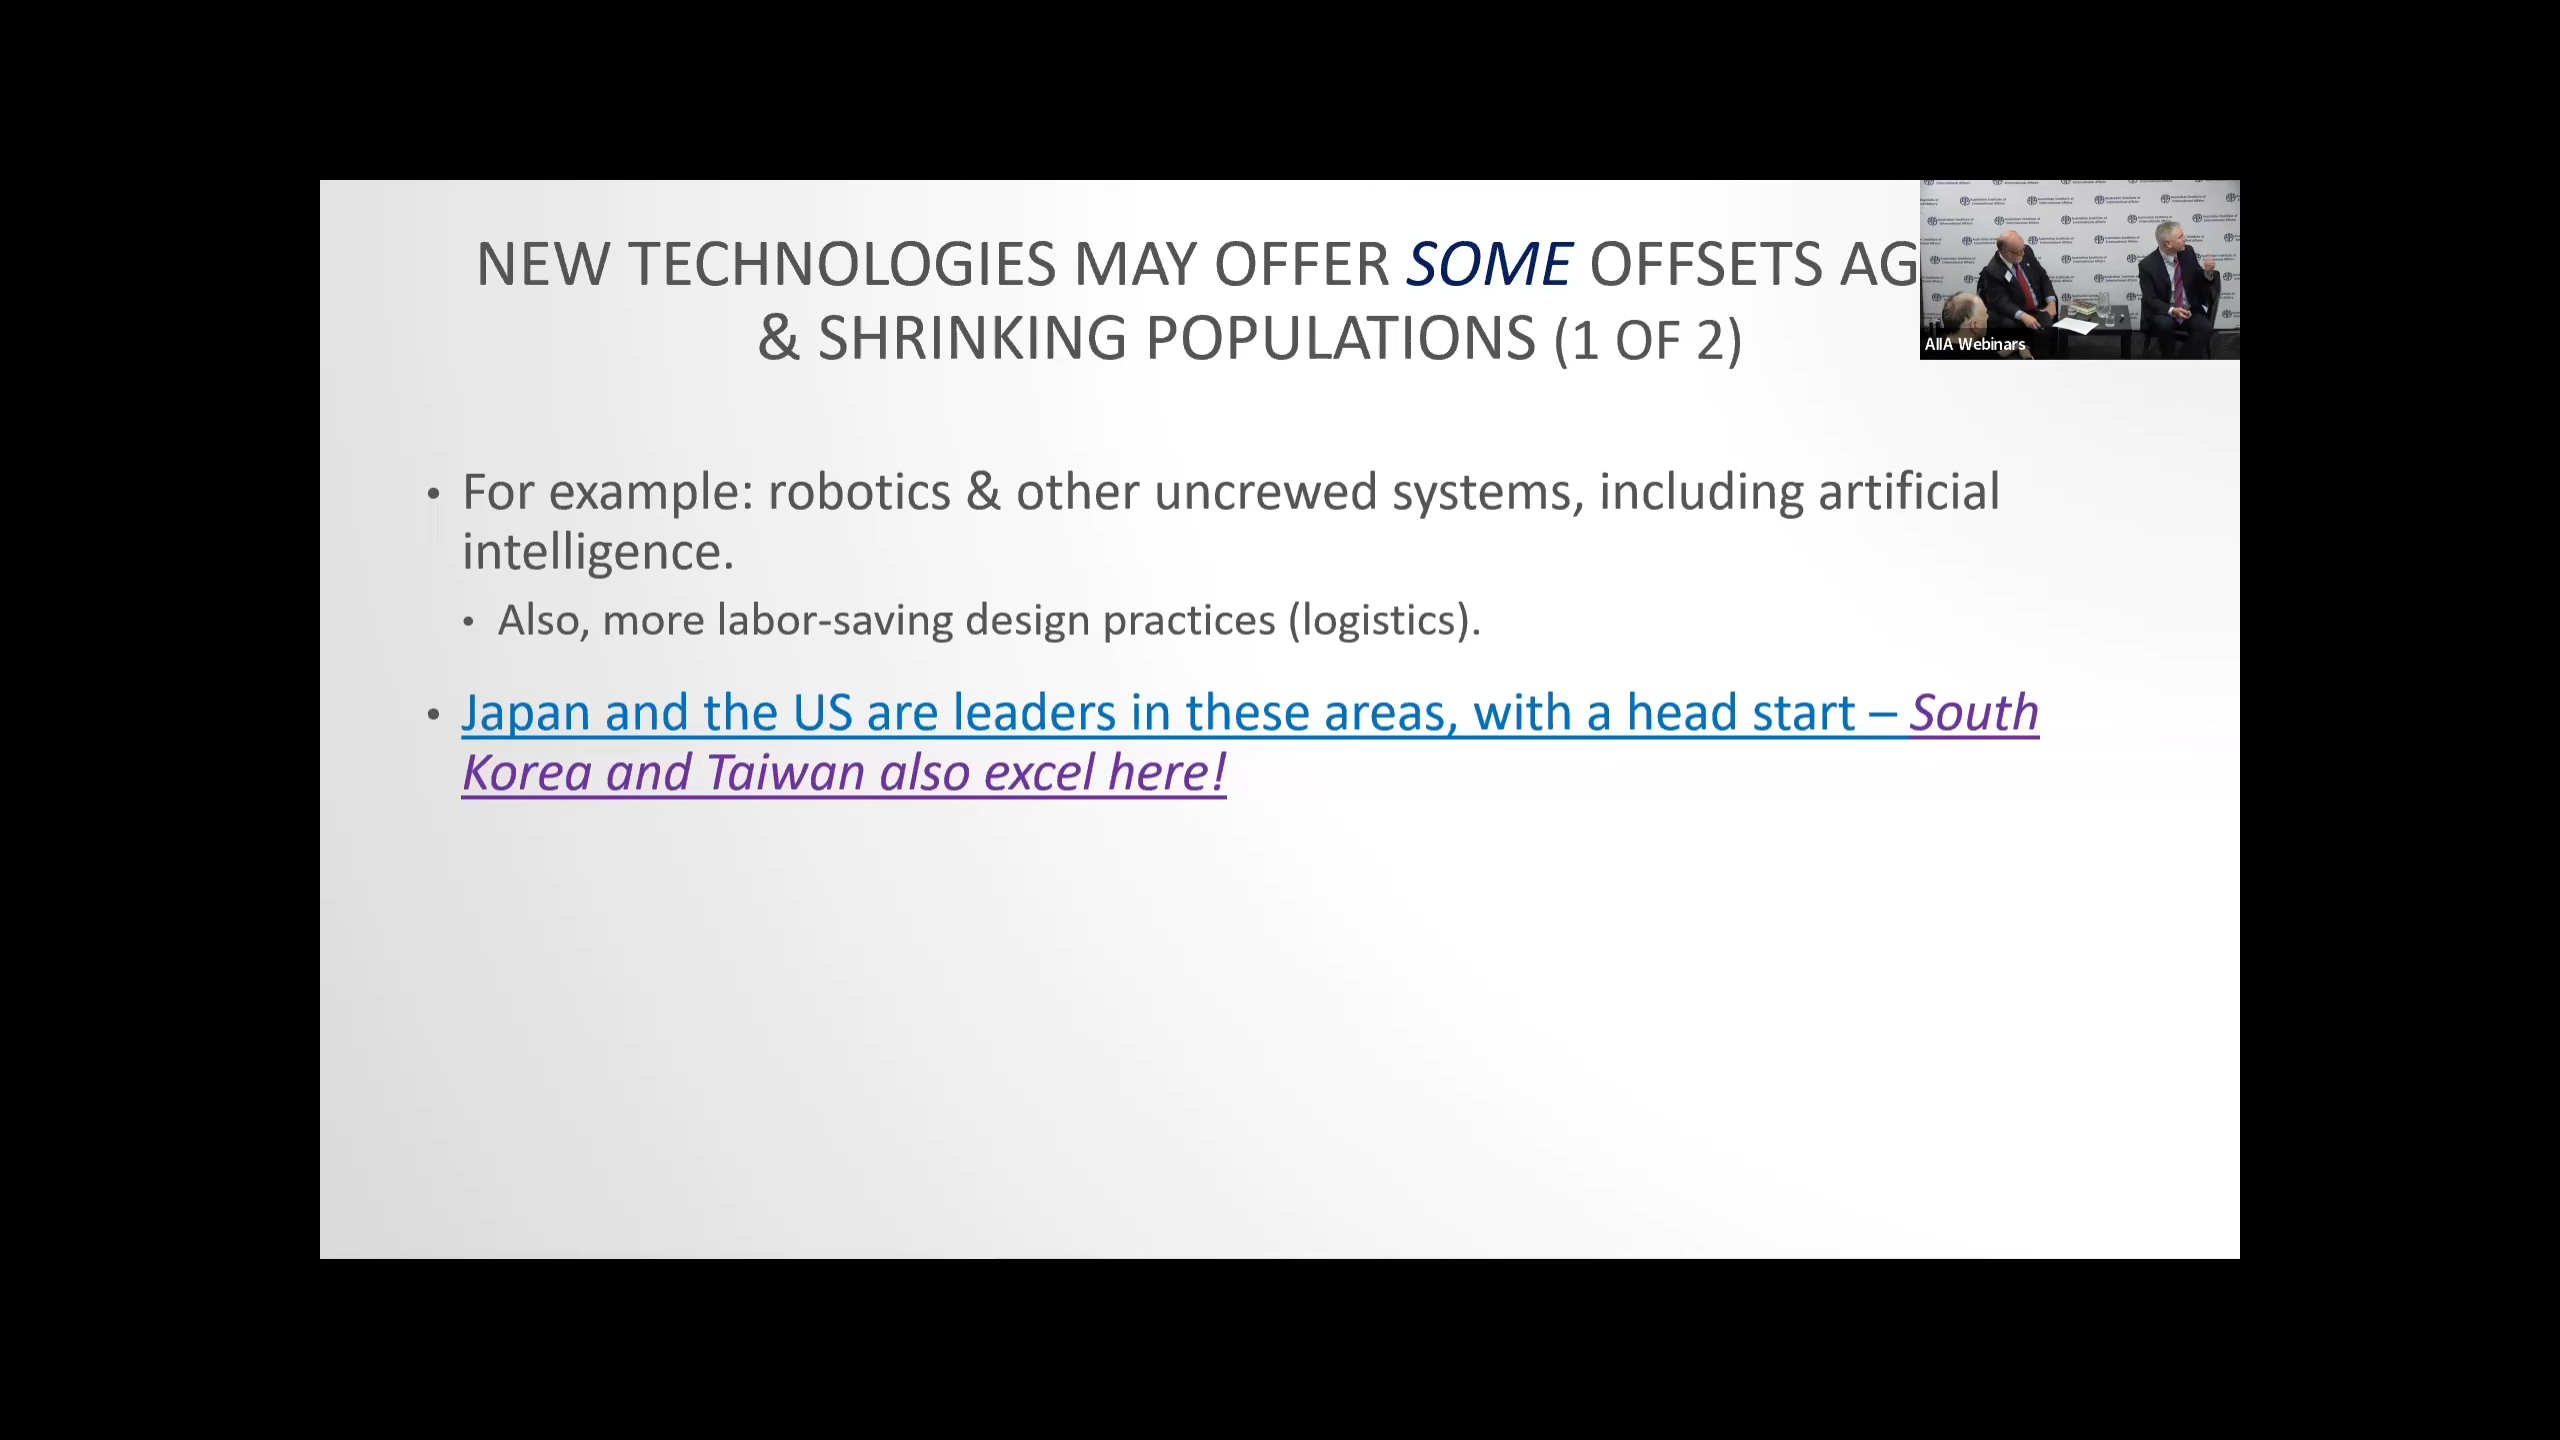 NEW TECHNOLOGIES MAY OFFER SOME OFFSETS AG
& SHRINKING POPULATIONS (1 OF 2)
AIIA Webinars
• For example: robotics & other uncrewed systems, including artificial
intelligence.
• Also, more labor-saving design practices (logistics).
• Japan and the US are leaders in these areas, with a head start – South
Korea and Taiwan also excel here!